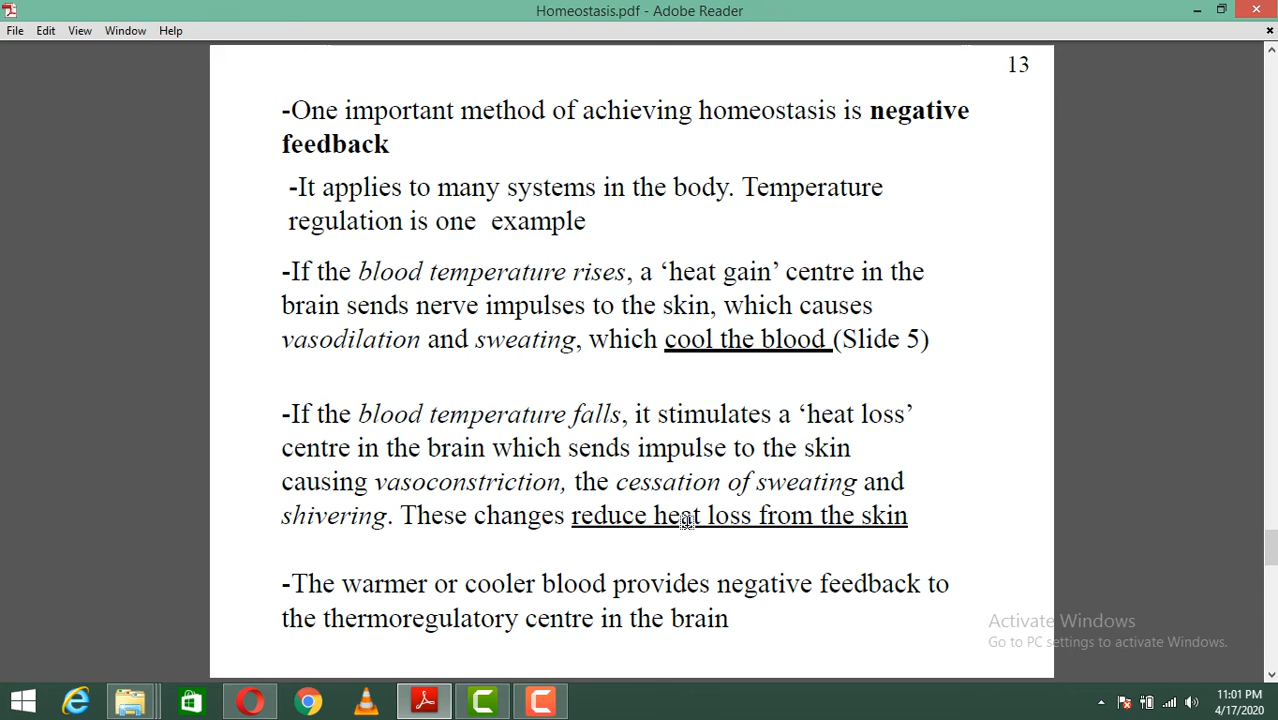 Homeostasis.pdf - Adobe Reader
File Edit View Window Help
13
-One important method of achieving homeostasis is negative
feedback
-It applies to many systems in the body. Temperature
regulation is one example
-If the blood temperature rises, a ‘heat gain’ centre in the
brain sends nerve impulses to the skin, which causes
vasodilation and sweating, which cool the blood (Slide 5)
-If the blood temperature falls, it stimulates a ‘heat loss’
centre in the brain which sends impulse to the skin
causing vasoconstriction, the cessation of sweating and
shivering. These changes reduce heat loss from the skin
-The warmer or cooler blood provides negative feedback to
the thermoregulatory centre in the brain
Activate Windows
Go to PC settings to activate Windows.
11:01 PM
4/17/2020